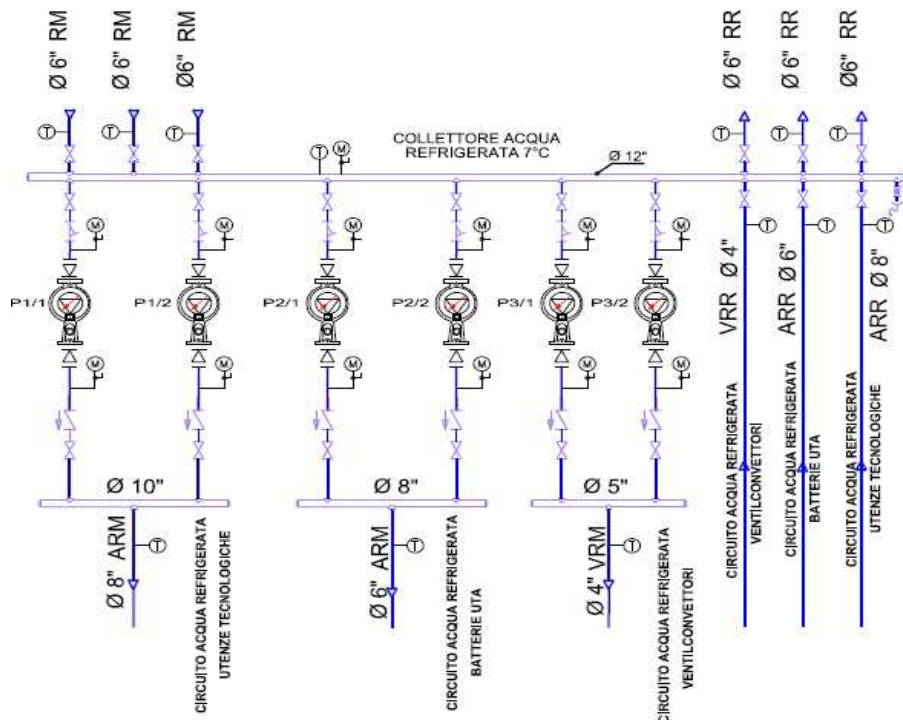 Ø 6" RM
Ø 6" RM
Ø6" RM
Ø 6" RR
Ø 6" RR
Ø6" RR
T
T
T
T
T
T
COLLETTORE ACQUA
REFRIGERATA 7°C
T
M
Ø 12"
M
M
M
M
M
M
T
T
T
P1/1
P1/2
P2/1
P2/2
P3/1
P3/2
VRR Ø 4"
ARR Ø 6"
ARR Ø 8"
M
M
M
M
M
M
Ø 10"
Ø 8"
Ø 5"
Ø 8" ARM
T
CIRCUITO ACQUA REFRIGERATA
UTENZE TECNOLOGICHE
Ø 6" ARM
T
CIRCUITO ACQUA REFRIGERATA
BATTERIE UTA
Ø 4" VRM
T
CIRCUITO ACQUA REFRIGERATA
VENTILCONVETTORI
CIRCUITO ACQUA REFRIGERATA
VENTILCONVETTORI
CIRCUITO ACQUA REFRIGERATA
BATTERIE UTA
CIRCUITO ACQUA REFRIGERATA
UTENZE TECNOLOGICHE